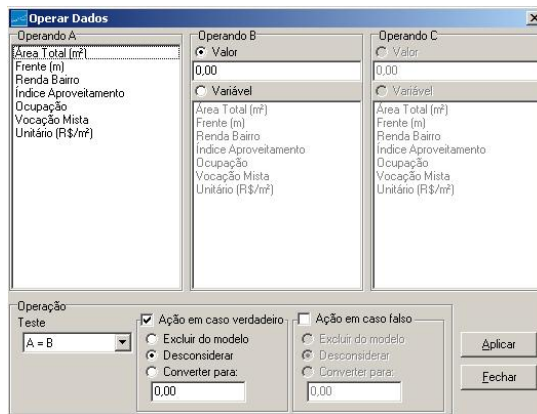 Operar Dados
Operando A
Área Total (m²)
Frente (m)
Renda Bairro
Índice Aproveitamento
Ocupação
Vocação Mista
Unitário (R$/m²)
Operando B
Valor
0,00
Variável
Área Total (m²)
Frente (m)
Renda Bairro
Índice Aproveitamento
Ocupação
Vocação Mista
Unitário (R$/m²)
Operando C
Valor
0,00
Variável
Área Total (m²)
Frente (m)
Renda Bairro
Índice Aproveitamento
Ocupação
Vocação Mista
Unitário (R$/m²)
Operação
Teste
A = B
Ação em caso verdadeiro
Excluir do modelo
Desconsiderar
Converter para:
0,00
Ação em caso falso
Excluir do modelo
Desconsiderar
Converter para:
0,00
Aplicar
Fechar